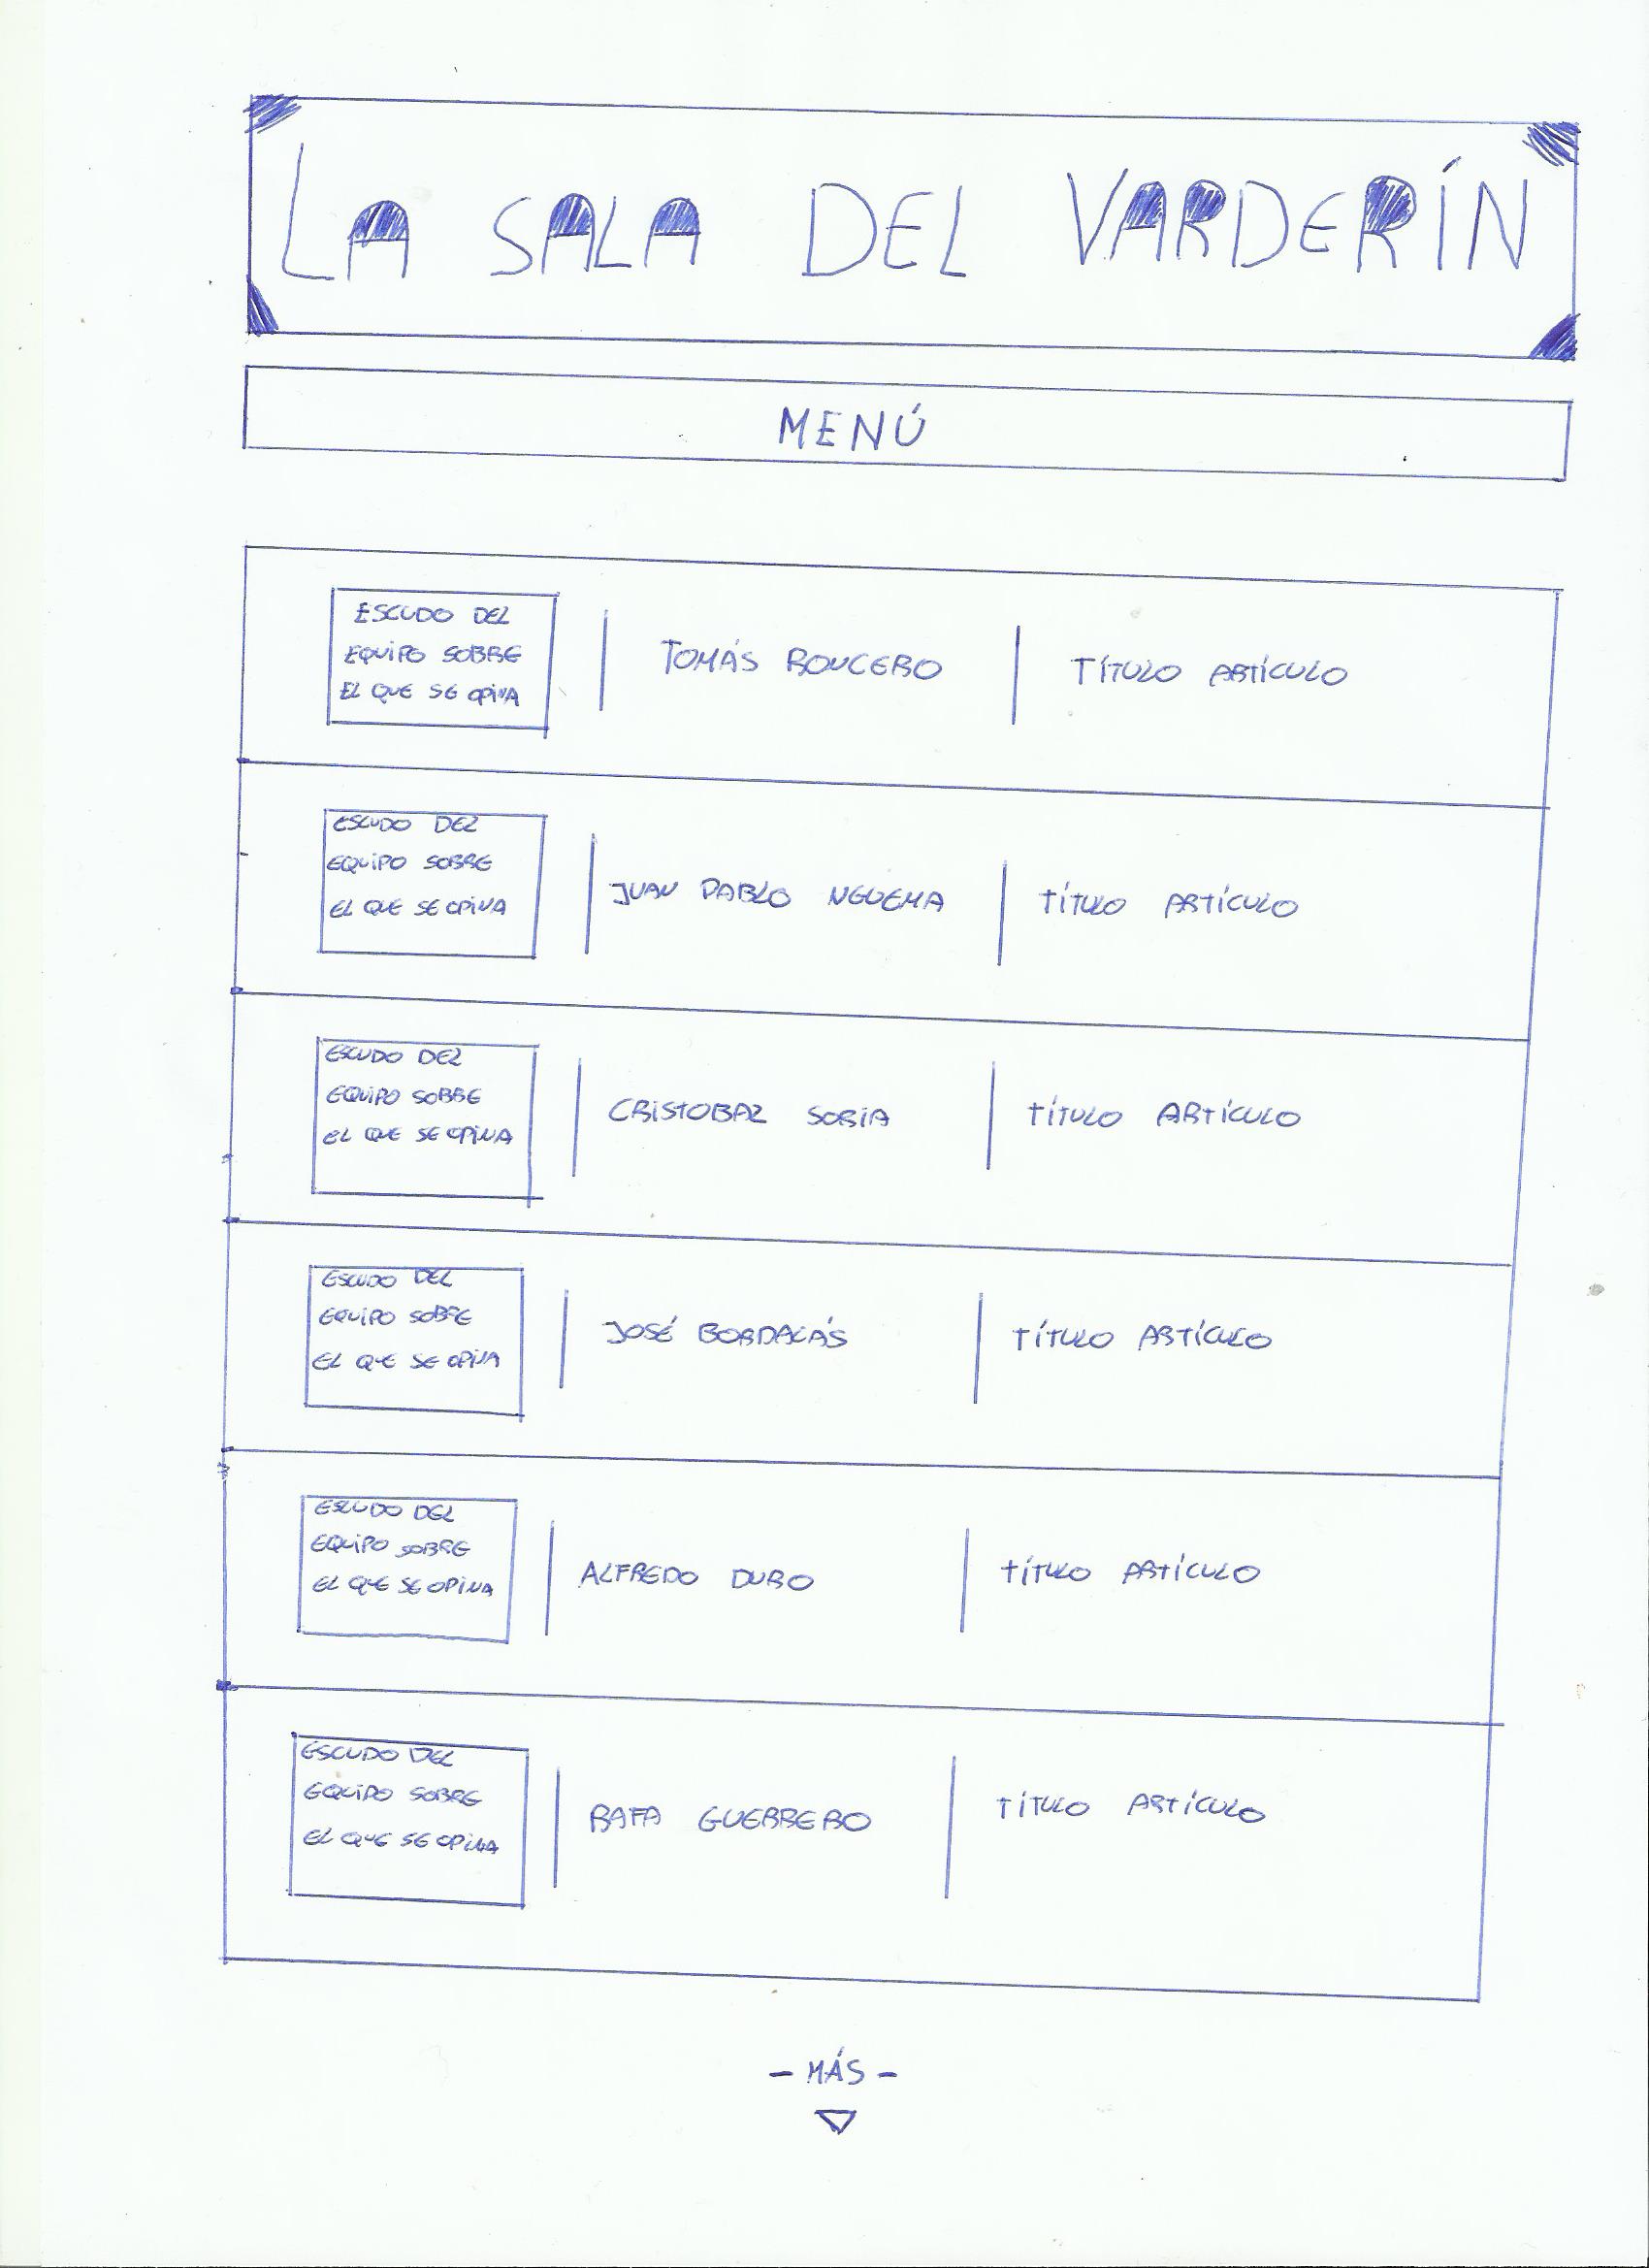 LA SALA DEL VARDERÍN
MENÚ
ESCUDO DEL
EQUIPO SOBRE
EL QUE SE OPINA
TOMÁS RONCERO
TÍTULO ARTÍCULO
ESCUDO DEL
EQUIPO SOBRE
EL QUE SE OPINA
JUAN PABLO NGUEMA
TÍTULO ARTÍCULO
ESCUDO DEL
EQUIPO SOBRE
EL QUE SE OPINA
CRISTOBAL SORIA
TÍTULO ARTÍCULO
ESCUDO DEL
EQUIPO SOBRE
EL QUE SE OPINA
JOSÉ BORDALÁS
TÍTULO ARTÍCULO
ESCUDO DEL
EQUIPO SOBRE
EL QUE SE OPINA
ALFREDO DURO
TÍTULO ARTÍCULO
ESCUDO DEL
EQUIPO SOBRE
EL QUE SE OPINA
RAFA GUERRERO
TÍTULO ARTÍCULO
- MÁS -